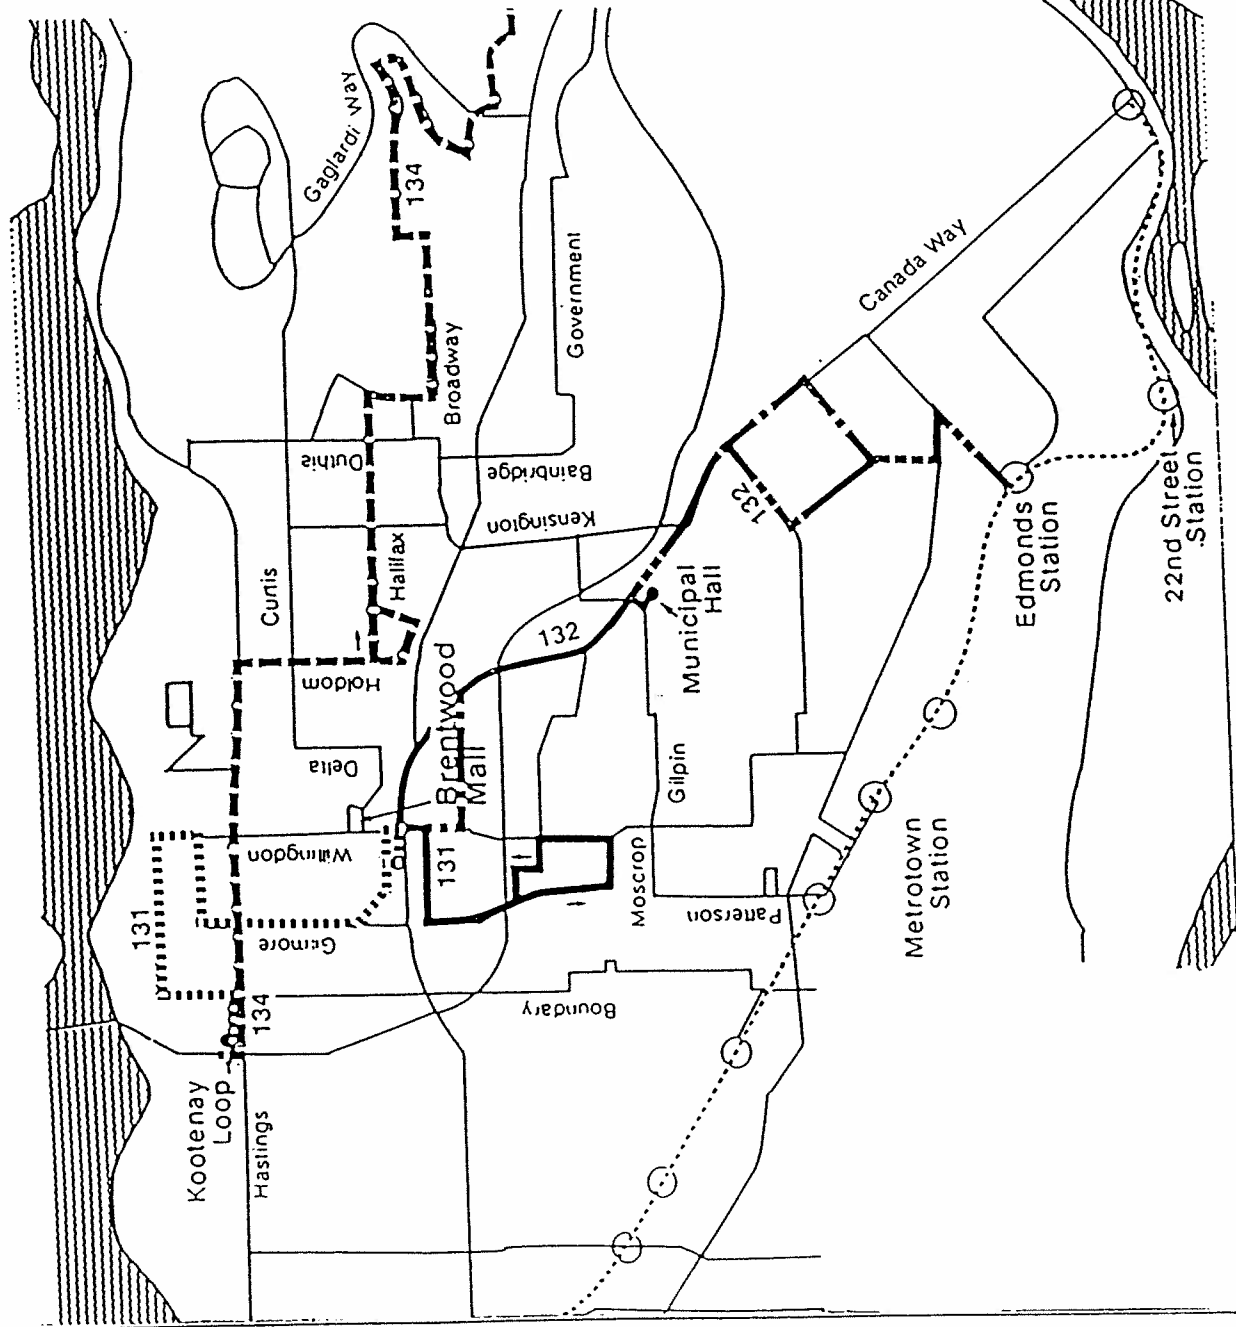 Kootenay
Loop
Hastings
134
131
Gilmore
Willingdon
Boundary
131
Brentwood
Mall
Delta
Holdom
Curtis
Halifax
Duthie
Broadway
134
Gaglardi Way
Bainbridge
Kensington
Government
132
132
Municipal
Hall
Gilpin
Moscrop
Patterson
Metrotown
Station
Edmonds
Station
22nd Street
Station
Canada Way